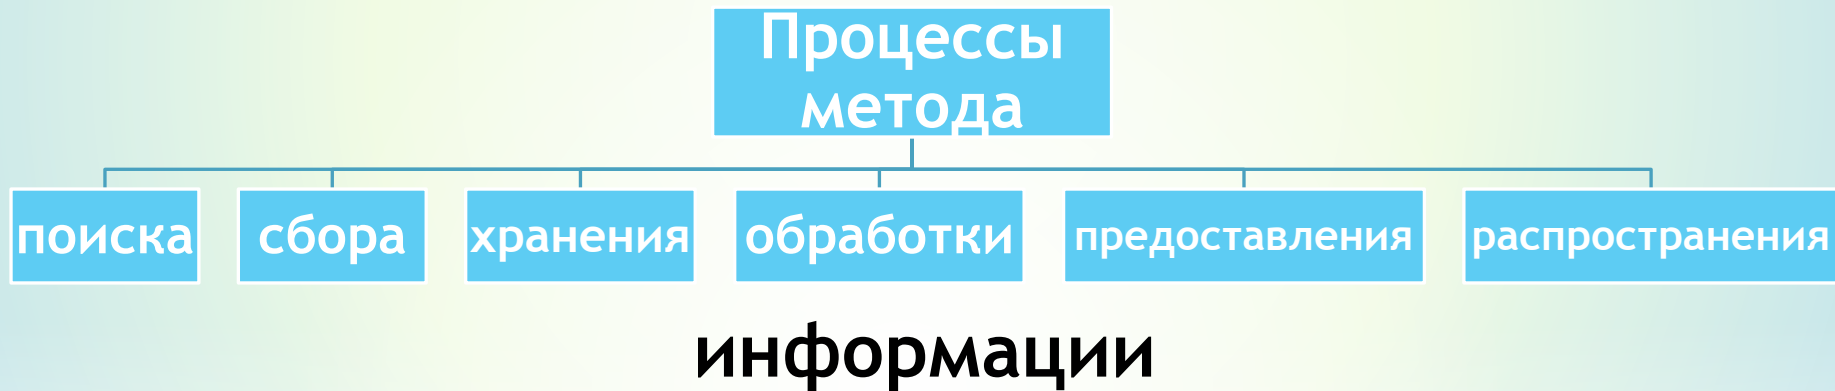 Процессы
метода
поиска
сбора
хранения
обработки
предоставления
распространения
информации